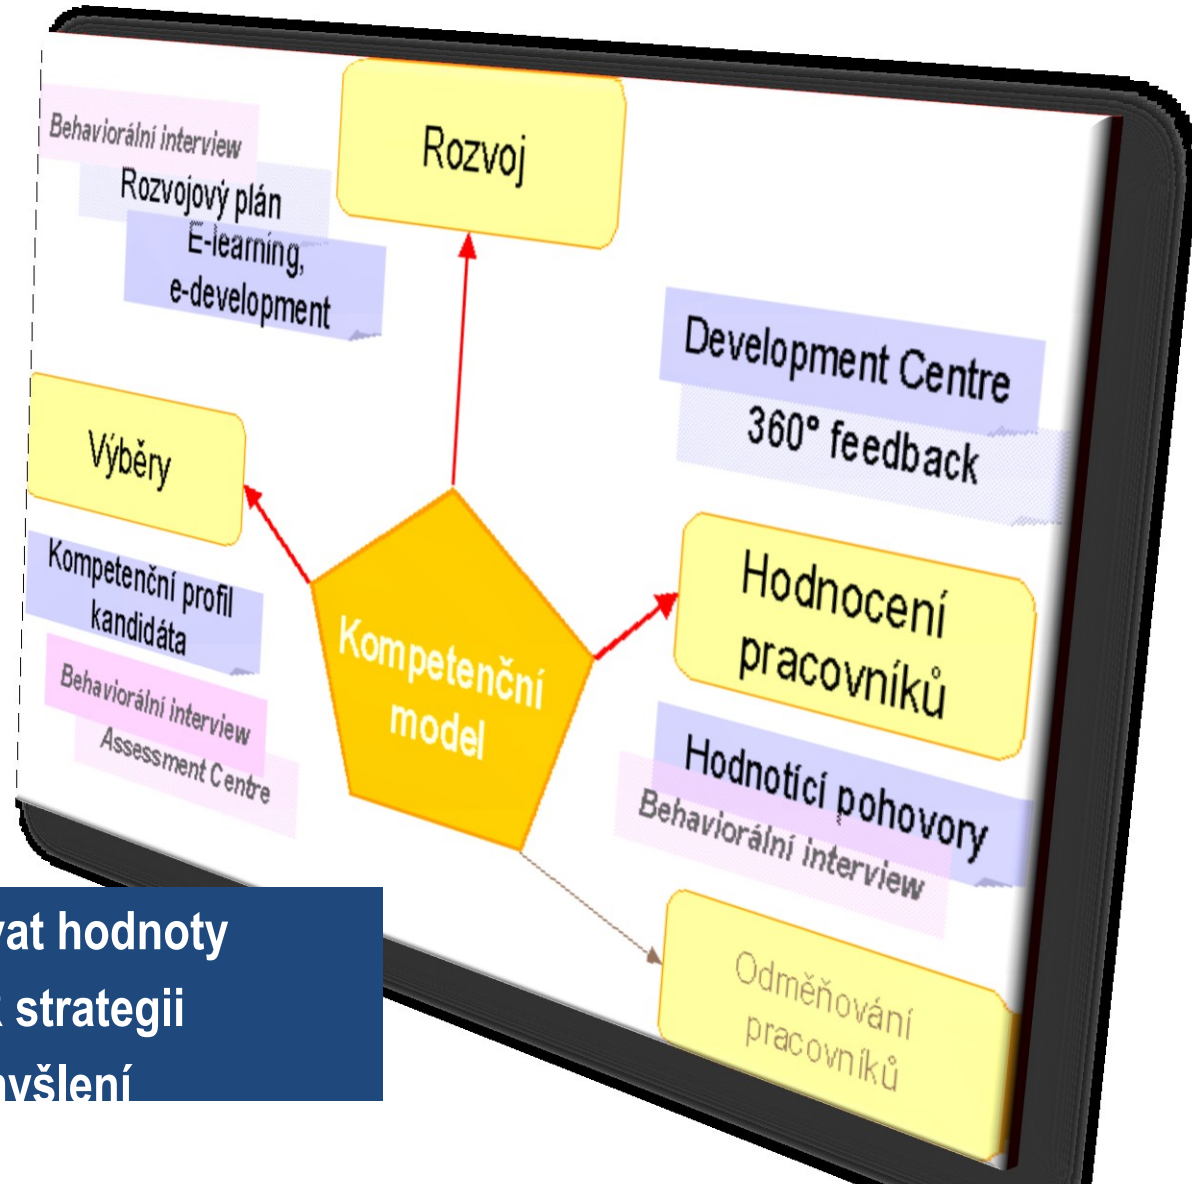 Rozvoj
Behaviorální interview
Rozvojový plán
E-learning,
e-development
Development Centre
360° feedback
Výběry
Kompetenční profil
kandidáta
Behaviorální interview
Assessment Centre
Kompetenční
model
Hodnocení
pracovníků
Hodnotící pohovory
Behaviorální interview
Odměňování
pracovníků
hodnoty
strategii